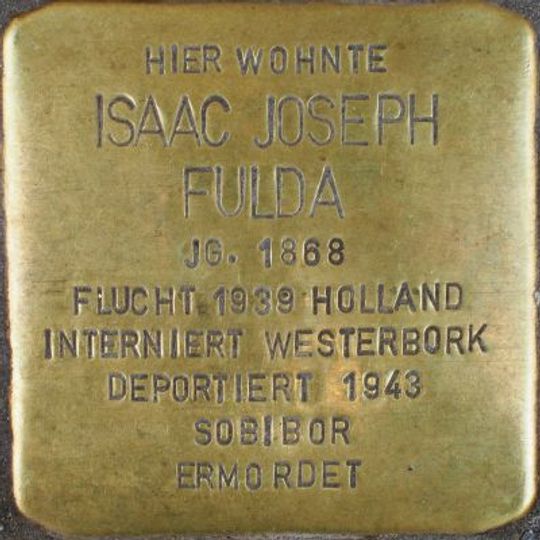 HIER WOHNTE
ISAAC JOSEPH
FULDA
JG. 1868
FLUCHT 1939 HOLLAND
INTERNIERT WESTERBORK
DEPORTIERT 1943
SOBIBOR
ERMORDET